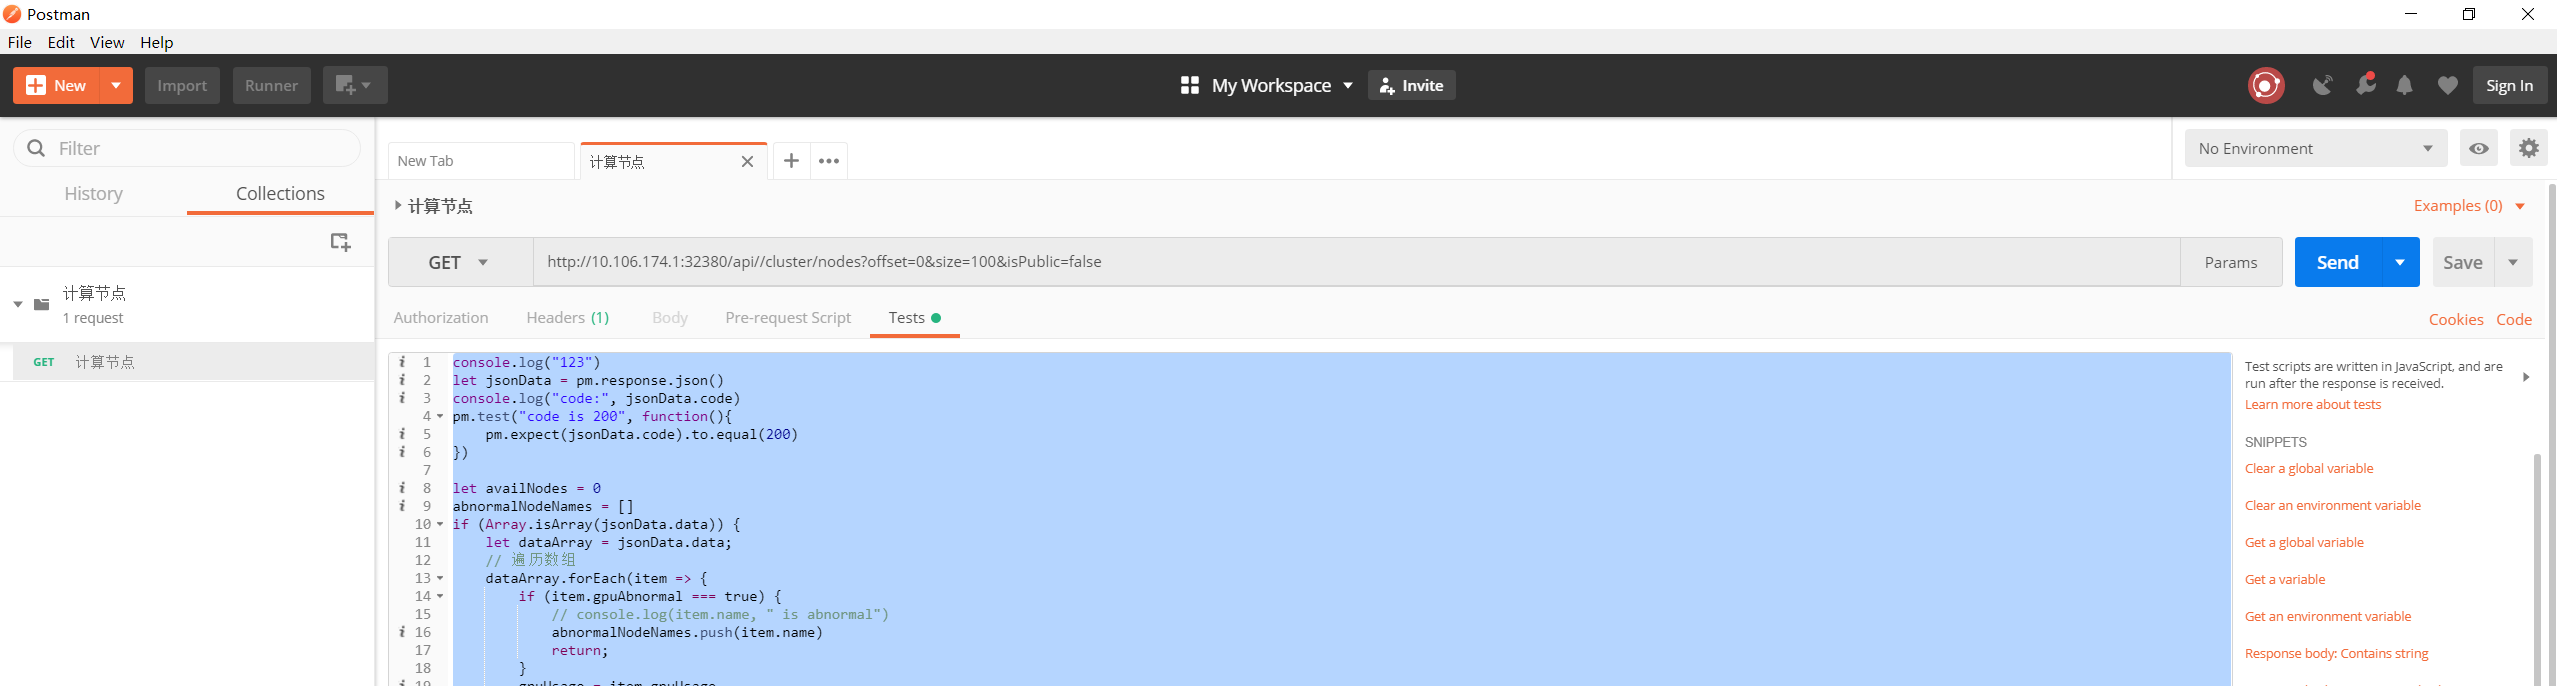 Postman
File Edit View Help
New Import Runner My Workspace Invite Sign In
Filter
History Collections
计算节点
1 request
GET 计算节点
New Tab 计算节点
No Environment
计算节点
Examples (0)
GET http://10.106.174.1:32380/api//cluster/nodes?offset=0&size=100&isPublic=false Params Send Save
Authorization Headers (1) Body Pre-request Script Tests Cookies Code
1 console.log("123")
2 let jsonData = pm.response.json()
3 console.log("code:", jsonData.code)
4 pm.test("code is 200", function(){
5 pm.expect(jsonData.code).to.equal(200)
6 })
7
8 let availNodes = 0
9 abnormalNodeNames = []
10 if (Array.isArray(jsonData.data)) {
11 let dataArray = jsonData.data;
12 // 遍历数组
13 dataArray.forEach(item => {
14 if (item.gpuAbnormal === true) {
15 // console.log(item.name, " is abnormal")
16 abnormalNodeNames.push(item.name)
17 return;
18 }
Test scripts are written in JavaScript, and are
run after the response is received.
Learn more about tests
SNIPPETS
Clear a global variable
Clear an environment variable
Get a global variable
Get a variable
Get an environment variable
Response body: Contains string